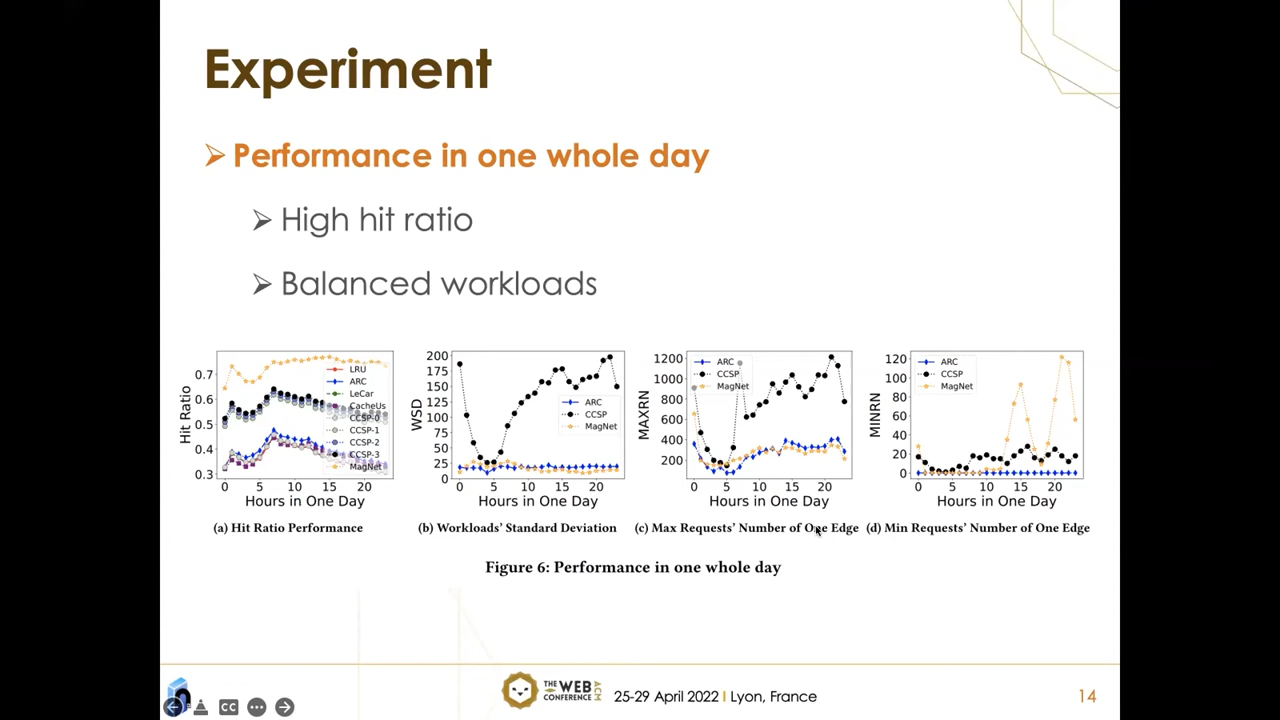 Experiment
➢ Performance in one whole day
➢ High hit ratio
➢ Balanced workloads
Hit Ratio
0.7
0.6
0.5
0.4
0.3
0 5 10 15 20
Hours in One Day
LRU
ARC
LeCar
CacheUs
CCSP-0
CCSP-1
CCSP-2
CCSP-3
MagNet
(a) Hit Ratio Performance
WSD
200
175
150
125
100
75
50
25
0
0 5 10 15 20
Hours in One Day
ARC
CCSP
MagNet
(b) Workloads' Standard Deviation
MAXRN
1200
1000
800
600
400
200
0 5 10 15 20
Hours in One Day
ARC
CCSP
MagNet
(c) Max Requests' Number of One Edge
MINRN
120
100
80
60
40
20
0
0 5 10 15 20
Hours in One Day
ARC
CCSP
MagNet
(d) Min Requests' Number of One Edge
Figure 6: Performance in one whole day
THE WEB CONFERENCE ACM
25-29 April 2022 | Lyon, France
14
CC